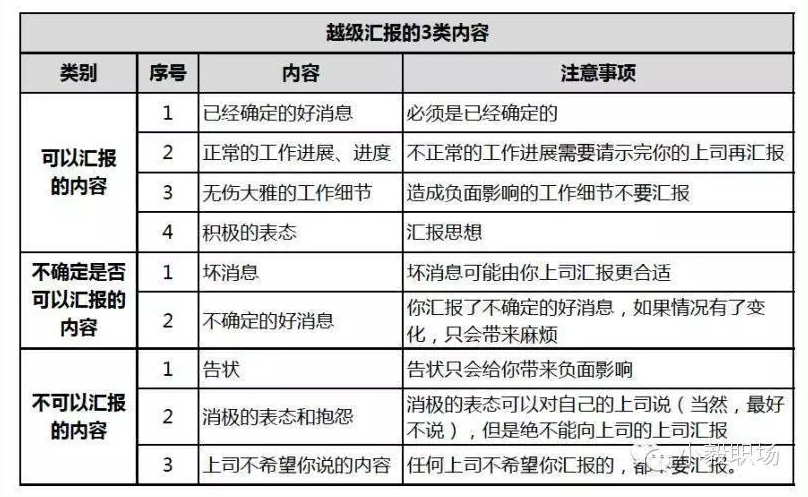 越级汇报的3类内容
类别 序号 内容 注意事项
可以汇报
的内容
1 已经确定的好消息 必须是已经确定的
2 正常的工作进展、进度 不正常的工作进展需要请示完你的上司再汇报
3 无伤大雅的工作细节 造成负面影响的工作细节不要汇报
4 积极的表态 汇报思想
不确定是否
可以汇报的
内容
1 坏消息 坏消息可能由你上司汇报更合适
2 不确定的好消息 你汇报了不确定的好消息，如果情况有了变
化，只会带来麻烦
不可以汇报
的内容
1 告状 告状只会给你带来负面影响
2 消极的表态和抱怨 消极的表态可以对自己的上司说（当然，最好
不说），但是绝不能向上司的上司汇报
3 上司不希望你说的内容 任何上司不希望你汇报的，都不要汇报。
小毅职场